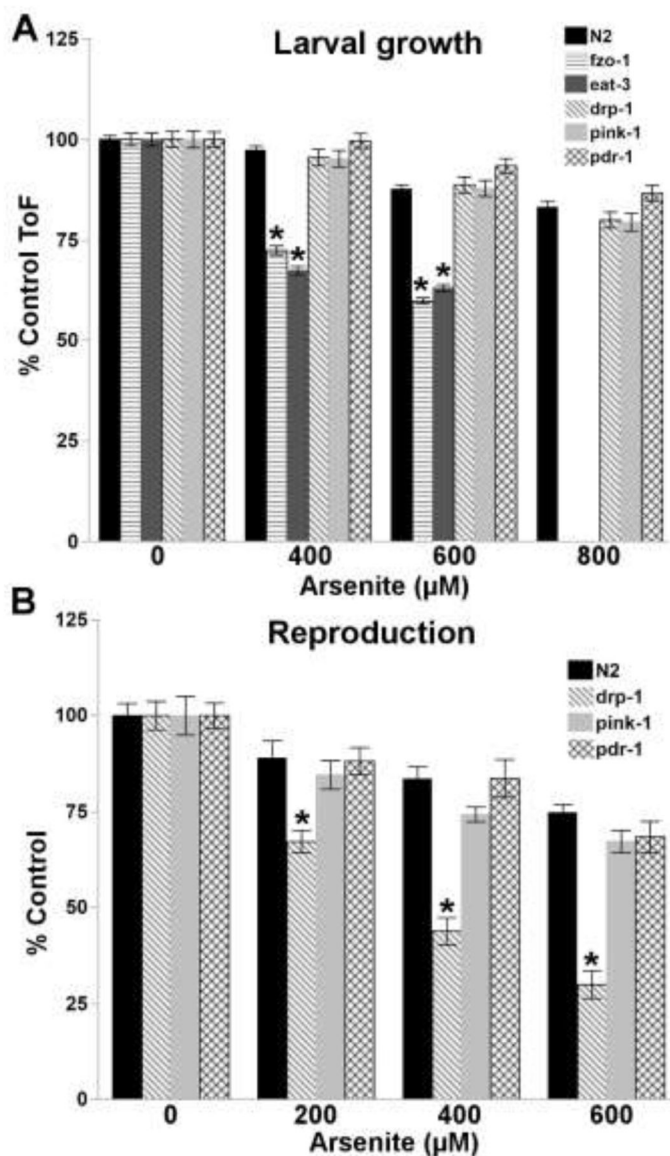 A
Larval growth
N2
fzo-1
eat-3
drp-1
pink-1
pdr-1
125
100
75
50
25
0
% Control ToF
* * * *
0 400 600 800
Arsenite (µM)
B
Reproduction
N2
drp-1
pink-1
pdr-1
125
100
75
50
25
0
% Control
* * *
0 200 400 600
Arsenite (µM)